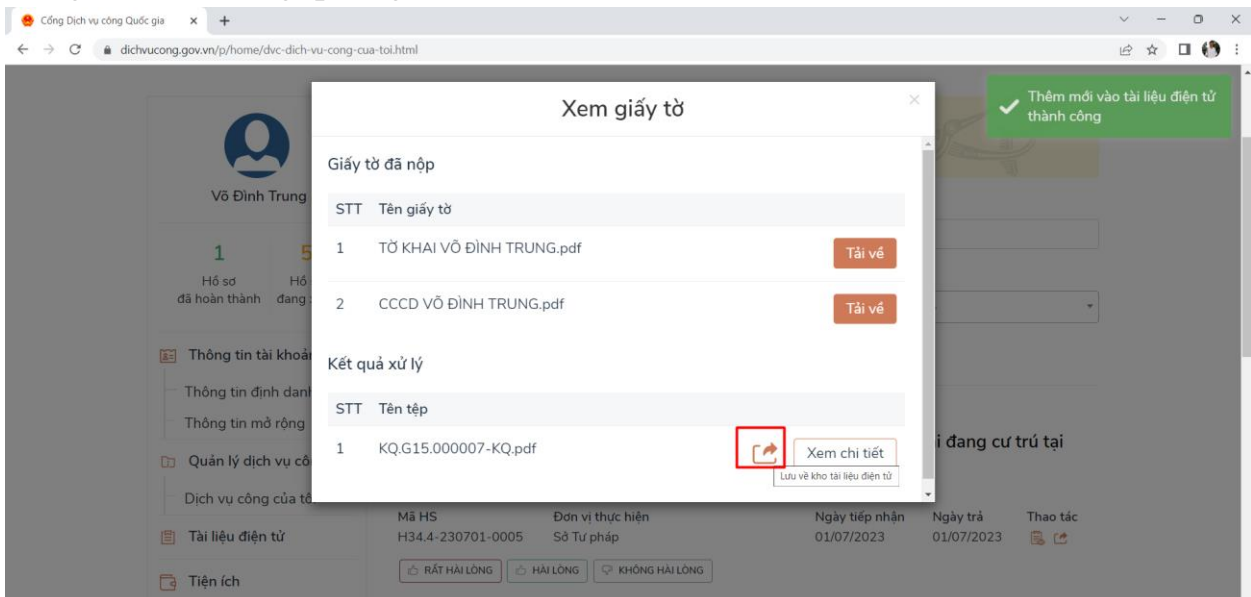 Cổng Dịch vụ công Quốc gia
dichvucong.gov.vn/p/home/dvc-dich-vu-cong-cua-toi.html
Thêm mới vào tài liệu điện tử
thành công
Xem giấy tờ
Giấy tờ đã nộp
STT Tên giấy tờ
1 TỜ KHAI VÕ ĐÌNH TRUNG.pdf Tải về
2 CCCD VÕ ĐÌNH TRUNG.pdf Tải về
Kết quả xử lý
STT Tên tệp
1 KQ.G15.000007-KQ.pdf Xem chi tiết
Lưu về kho tài liệu điện tử
Võ Đình Trung
1 5
Hồ sơ Hồ
đã hoàn thành đang
Thông tin tài khoản
Thông tin định danh
Thông tin mở rộng
Quản lý dịch vụ cô
Dịch vụ công của tô
Tài liệu điện tử
Tiện ích
i đang cư trú tại
Mã HS Đơn vị thực hiện Ngày tiếp nhận Ngày trả Thao tác
H34.4-230701-0005 Sở Tư pháp 01/07/2023 01/07/2023
RẤT HÀI LÒNG HÀI LÒNG KHÔNG HÀI LÒNG